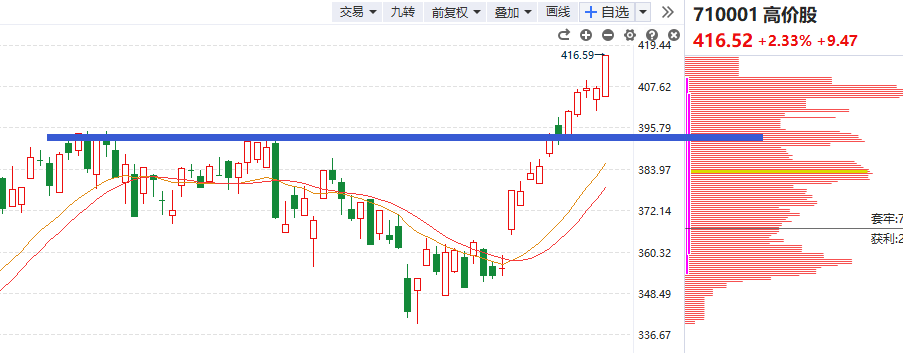 交易 九转 前复权 叠加 画线 + 自选 »
710001 高价股
416.52 +2.33% +9.47
419.44
416.59
407.62
395.79
383.97
372.14
360.32
348.49
336.67
套牢:7
获利:2